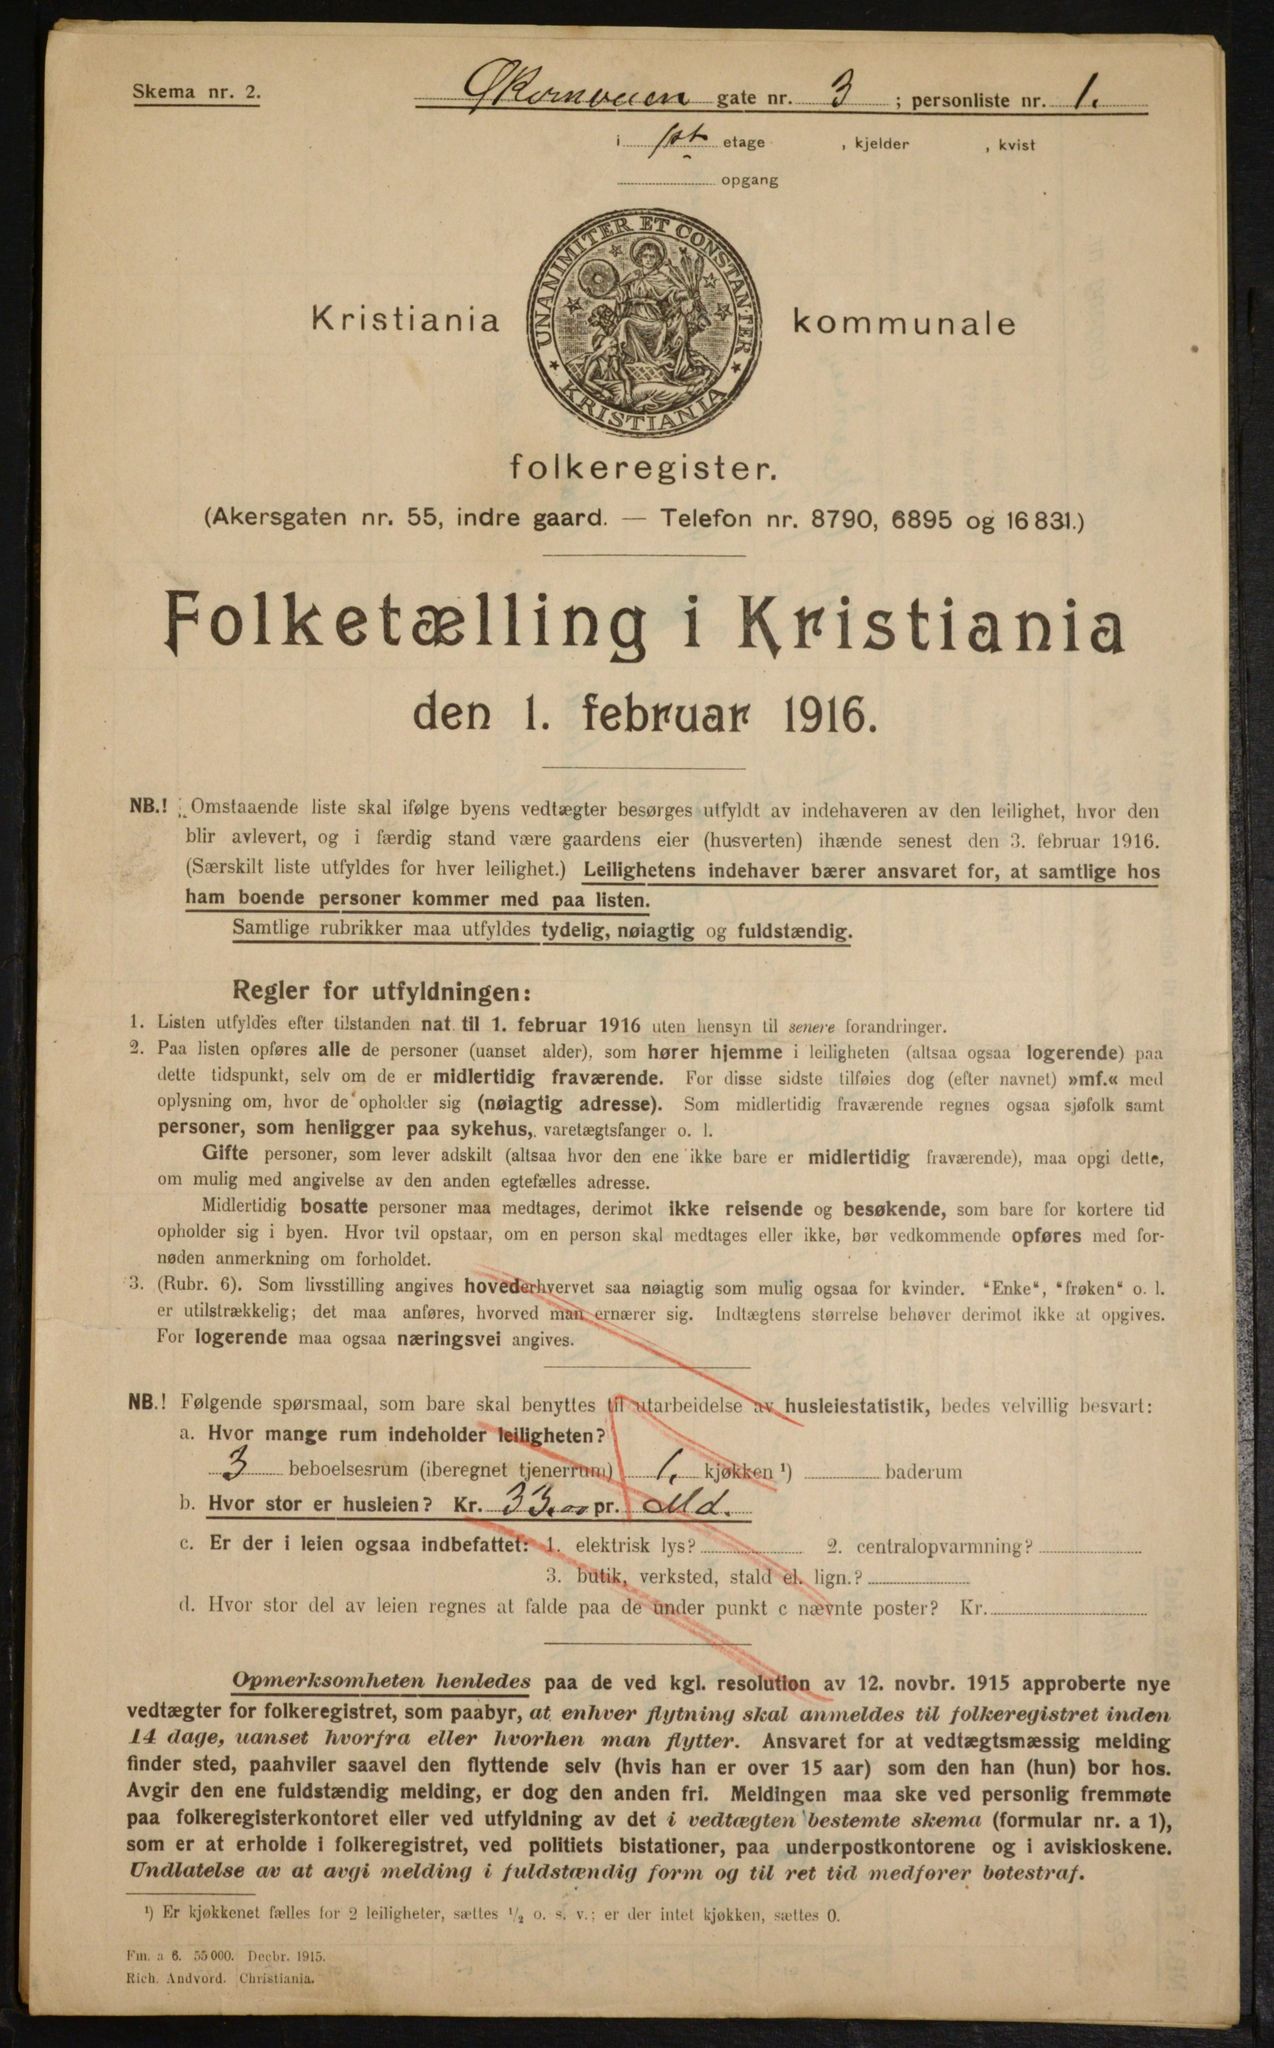 Skema nr. 2.
Økernveien gate nr. 3 ; personliste nr. 1.
i 1st etage , kjelder , kvist
opgang
UNANIMITER ET CONSTANTER
KRISTIANIA
Kristiania kommunale
folkeregister.
(Akersgaten nr. 55, indre gaard. — Telefon nr. 8790, 6895 og 16831.)
Folketælling i Kristiania
den 1. februar 1916.
NB.! Omstaaende liste skal ifølge byens vedtægter besørges utfyldt av indehaveren av den leilighet, hvor den
blir avlevert, og i færdig stand være gaardens eier (husverten) ihænde senest den 3. februar 1916.
(Særskilt liste utfyldes for hver leilighet.) Leilighetens indehaver bærer ansvaret for, at samtlige hos
ham boende personer kommer med paa listen.
Samtlige rubrikker maa utfyldes tydelig, nøiagtig og fuldstændig.
Regler for utfyldningen:
1. Listen utfyldes efter tilstanden nat til 1. februar 1916 uten hensyn til senere forandringer.
2. Paa listen opføres alle de personer (uanset alder), som hører hjemme i leiligheten (altsaa ogsaa logerende) paa
dette tidspunkt, selv om de er midlertidig fraværende. For disse sidste tilføies dog (efter navnet) »mf.« med
oplysning om, hvor de opholder sig (nøiagtig adresse). Som midlertidig fraværende regnes ogsaa sjøfolk samt
personer, som henligger paa sykehus, varetægtsfanger o. l.
Gifte personer, som lever adskilt (altsaa hvor den ene ikke bare er midlertidig fraværende), maa opgi dette,
om mulig med angivelse av den anden egtefælles adresse.
Midlertidig bosatte personer maa medtages, derimot ikke reisende og besøkende, som bare for kortere tid
opholder sig i byen. Hvor tvil opstaar, om en person skal medtages eller ikke, bør vedkommende opføres med for-
nøden anmerkning om forholdet.
3. (Rubr. 6). Som livsstilling angives hovederhvervet saa nøiagtig som mulig ogsaa for kvinder. “Enke“, “frøken“ o. l.
er utilstrækkelig; det maa anføres, hvorved man ernærer sig. Indtægtens størrelse behøver derimot ikke at opgives.
For logerende maa ogsaa næringsvei angives.
NB.! Følgende spørsmaal, som bare skal benyttes til utarbeidelse av husleiestatistik, bedes velvillig besvart:
a. Hvor mange rum indeholder leiligheten?
3 beboelsesrum (iberegnet tjenerrum) 1. kjøkken ¹) baderum
b. Hvor stor er husleien? Kr. 33.00 pr. Md.
c. Er der i leien ogsaa indbefattet: 1. elektrisk lys? 2. centralopvarmning?
3. butik, verksted, stald el. lign.?
d. Hvor stor del av leien regnes at falde paa de under punkt c nævnte poster? Kr.
Opmerksomheten henledes paa de ved kgl. resolution av 12. novbr. 1915 approberte nye
vedtægter for folkeregistret, som paabyr, at enhver flytning skal anmeldes til folkeregistret inden
14 dage, uanset hvorfra eller hvorhen man flytter. Ansvaret for at vedtægtsmæssig melding
finder sted, paahviler saavel den flyttende selv (hvis han er over 15 aar) som den han (hun) bor hos.
Avgir den ene fuldstændig melding, er dog den anden fri. Meldingen maa ske ved personlig fremmøte
paa folkeregisterkontoret eller ved utfyldning av det i vedtægten bestemte skema (formular nr. a 1),
som er at erholde i folkeregistret, ved politiets bistationer, paa underpostkontorene og i aviskioskene.
Undlatelse av at avgi melding i fuldstændig form og til ret tid medfører bøtestraf.
¹) Er kjøkkenet fælles for 2 leiligheter, sættes ½ o. s. v.; er der intet kjøkken, sættes 0.
Fm. a 6. 55000. Decbr. 1915.
Rich. Andvord. Christiania.